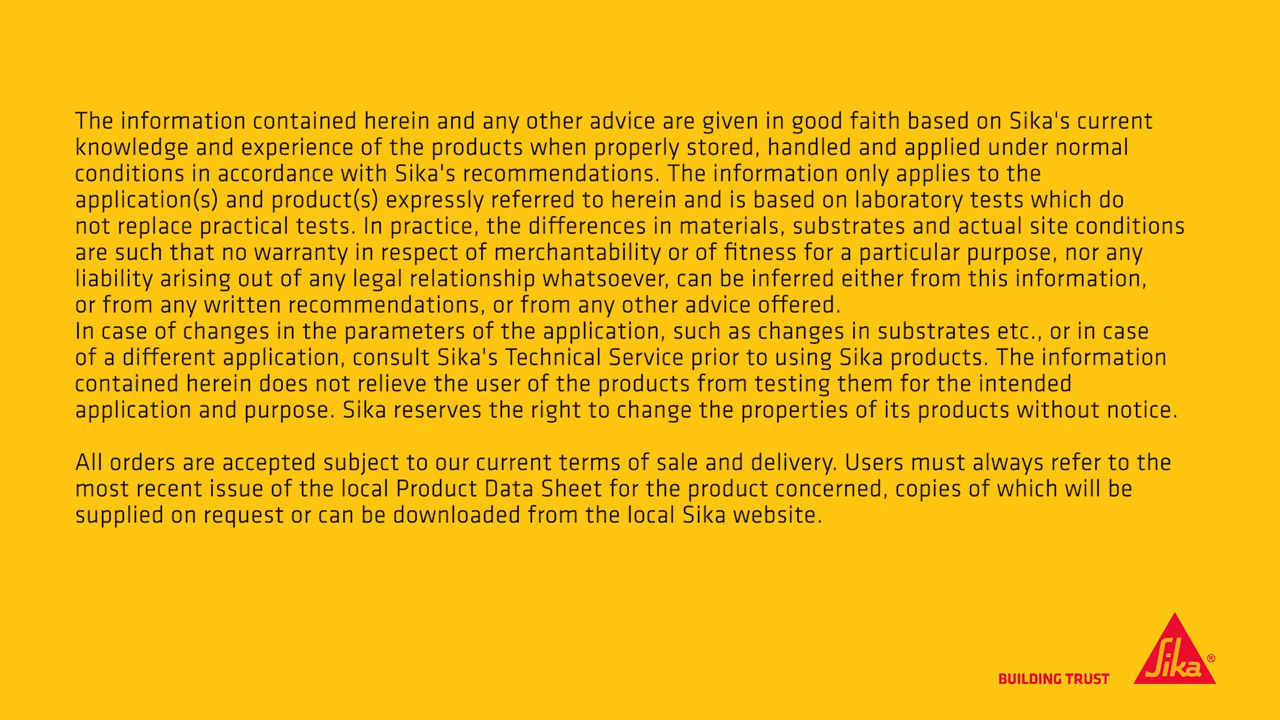 The information contained herein and any other advice are given in good faith based on Sika's current
knowledge and experience of the products when properly stored, handled and applied under normal
conditions in accordance with Sika's recommendations. The information only applies to the
application(s) and product(s) expressly referred to herein and is based on laboratory tests which do
not replace practical tests. In practice, the differences in materials, substrates and actual site conditions
are such that no warranty in respect of merchantability or of fitness for a particular purpose, nor any
liability arising out of any legal relationship whatsoever, can be inferred either from this information,
or from any written recommendations, or from any other advice offered.
In case of changes in the parameters of the application, such as changes in substrates etc., or in case
of a different application, consult Sika's Technical Service prior to using Sika products. The information
contained herein does not relieve the user of the products from testing them for the intended
application and purpose. Sika reserves the right to change the properties of its products without notice.
All orders are accepted subject to our current terms of sale and delivery. Users must always refer to the
most recent issue of the local Product Data Sheet for the product concerned, copies of which will be
supplied on request or can be downloaded from the local Sika website.
BUILDING TRUST
Sika®